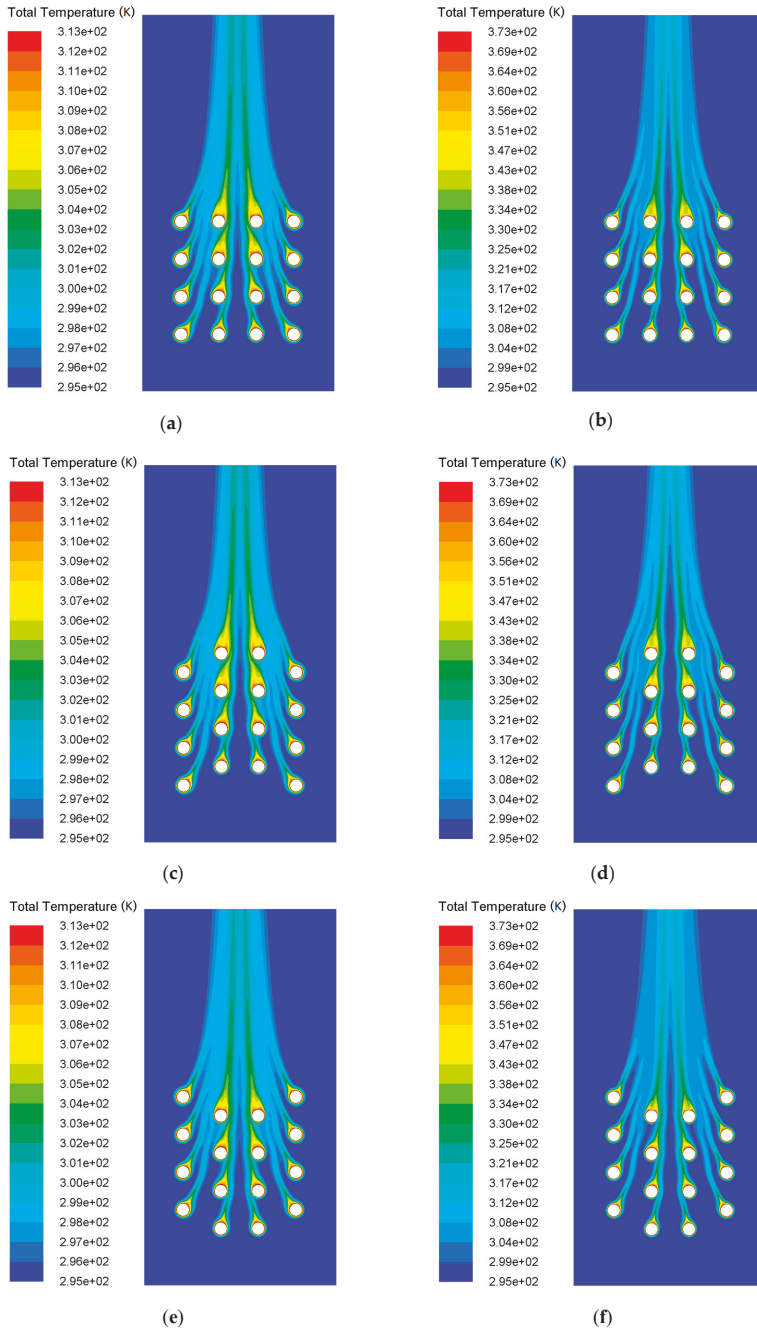 Total Temperature (K)
3.13e+02
3.12e+02
3.11e+02
3.10e+02
3.09e+02
3.08e+02
3.07e+02
3.06e+02
3.05e+02
3.04e+02
3.03e+02
3.02e+02
3.01e+02
3.00e+02
2.99e+02
2.98e+02
2.97e+02
2.96e+02
2.95e+02
(a)
Total Temperature (K)
3.73e+02
3.69e+02
3.64e+02
3.60e+02
3.56e+02
3.51e+02
3.47e+02
3.43e+02
3.38e+02
3.34e+02
3.30e+02
3.25e+02
3.21e+02
3.17e+02
3.12e+02
3.08e+02
3.04e+02
2.99e+02
2.95e+02
(b)
Total Temperature (K)
3.13e+02
3.12e+02
3.11e+02
3.10e+02
3.09e+02
3.08e+02
3.07e+02
3.06e+02
3.05e+02
3.04e+02
3.03e+02
3.02e+02
3.01e+02
3.00e+02
2.99e+02
2.98e+02
2.97e+02
2.96e+02
2.95e+02
(c)
Total Temperature (K)
3.73e+02
3.69e+02
3.64e+02
3.60e+02
3.56e+02
3.51e+02
3.47e+02
3.43e+02
3.38e+02
3.34e+02
3.30e+02
3.25e+02
3.21e+02
3.17e+02
3.12e+02
3.08e+02
3.04e+02
2.99e+02
2.95e+02
(d)
Total Temperature (K)
3.13e+02
3.12e+02
3.11e+02
3.10e+02
3.09e+02
3.08e+02
3.07e+02
3.06e+02
3.05e+02
3.04e+02
3.03e+02
3.02e+02
3.01e+02
3.00e+02
2.99e+02
2.98e+02
2.97e+02
2.96e+02
2.95e+02
(e)
Total Temperature (K)
3.73e+02
3.69e+02
3.64e+02
3.60e+02
3.56e+02
3.51e+02
3.47e+02
3.43e+02
3.38e+02
3.34e+02
3.30e+02
3.25e+02
3.21e+02
3.17e+02
3.12e+02
3.08e+02
3.04e+02
2.99e+02
2.95e+02
(f)